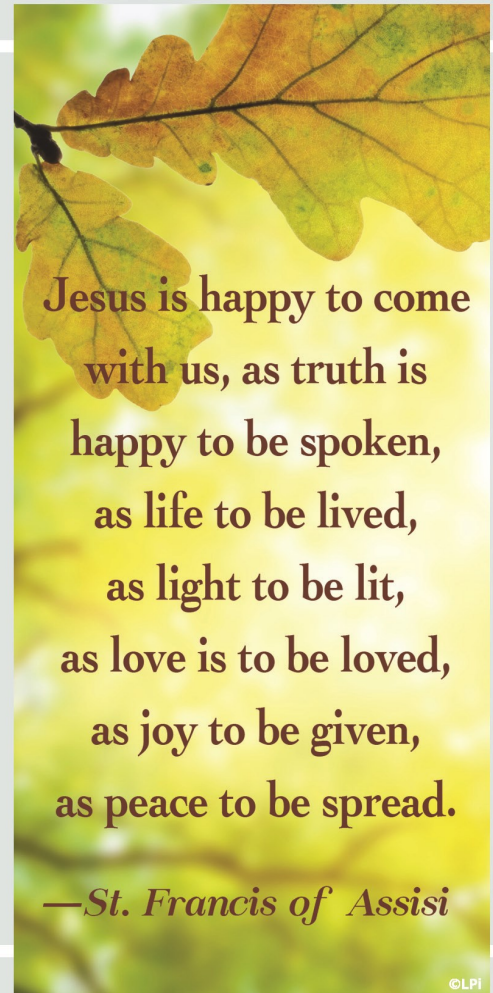 Jesus is happy to come
with us, as truth is
happy to be spoken,
as life to be lived,
as light to be lit,
as love is to be loved,
as joy to be given,
as peace to be spread.
—St. Francis of Assisi
©LPi